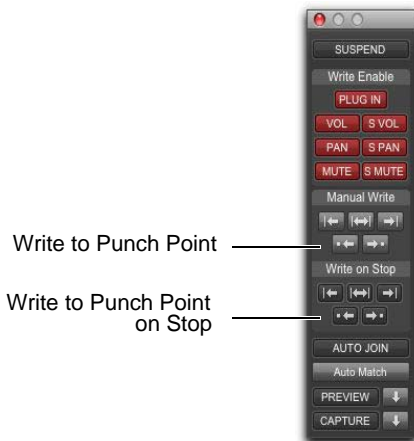 SUSPEND
Write Enable
PLUG IN
VOL S VOL
PAN S PAN
MUTE S MUTE
Manual Write
Write to Punch Point
Write on Stop
Write to Punch Point
on Stop
AUTO JOIN
Auto Match
PREVIEW
CAPTURE